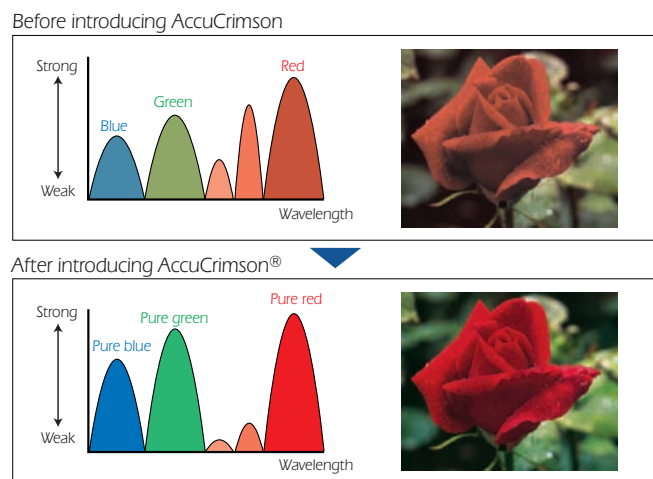 Before introducing AccuCrimson
Strong
Red
Green
Blue
Weak
Wavelength
After introducing AccuCrimson®
Pure red
Strong
Pure green
Pure blue
Weak
Wavelength